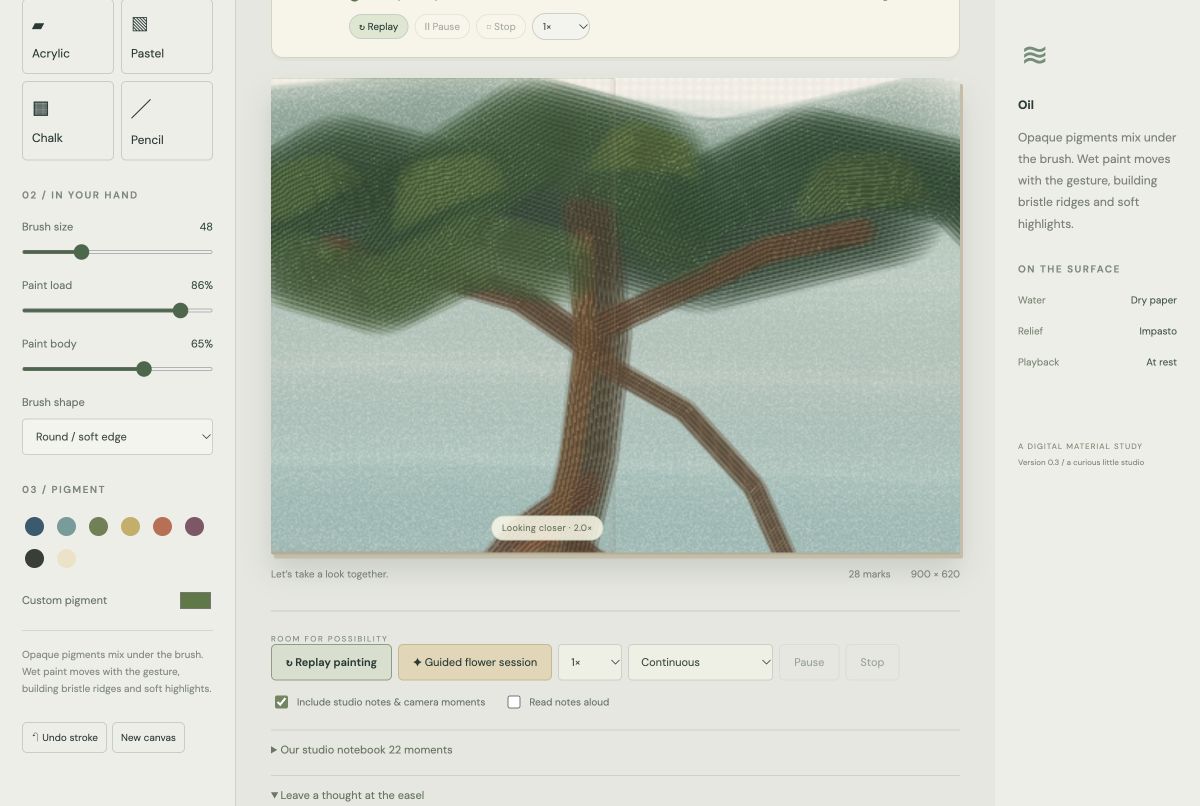 Acrylic
Pastel
Chalk
Pencil
02 / IN YOUR HAND
Brush size 48
Paint load 86%
Paint body 65%
Brush shape
Round / soft edge
03 / PIGMENT
Custom pigment
Opaque pigments mix under the brush.
Wet paint moves with the gesture,
building bristle ridges and soft highlights.
Undo stroke
New canvas
↻ Replay
II Pause
□ Stop
1×
Looking closer · 2.0×
Let's take a look together.
28 marks
900 × 620
ROOM FOR POSSIBILITY
↻ Replay painting
✦ Guided flower session
1×
Continuous
Pause
Stop
Include studio notes & camera moments
Read notes aloud
▶ Our studio notebook 22 moments
▼ Leave a thought at the easel
Oil
Opaque pigments mix under
the brush. Wet paint moves
with the gesture, building
bristle ridges and soft
highlights.
ON THE SURFACE
Water Dry paper
Relief Impasto
Playback At rest
A DIGITAL MATERIAL STUDY
Version 0.3 / a curious little studio